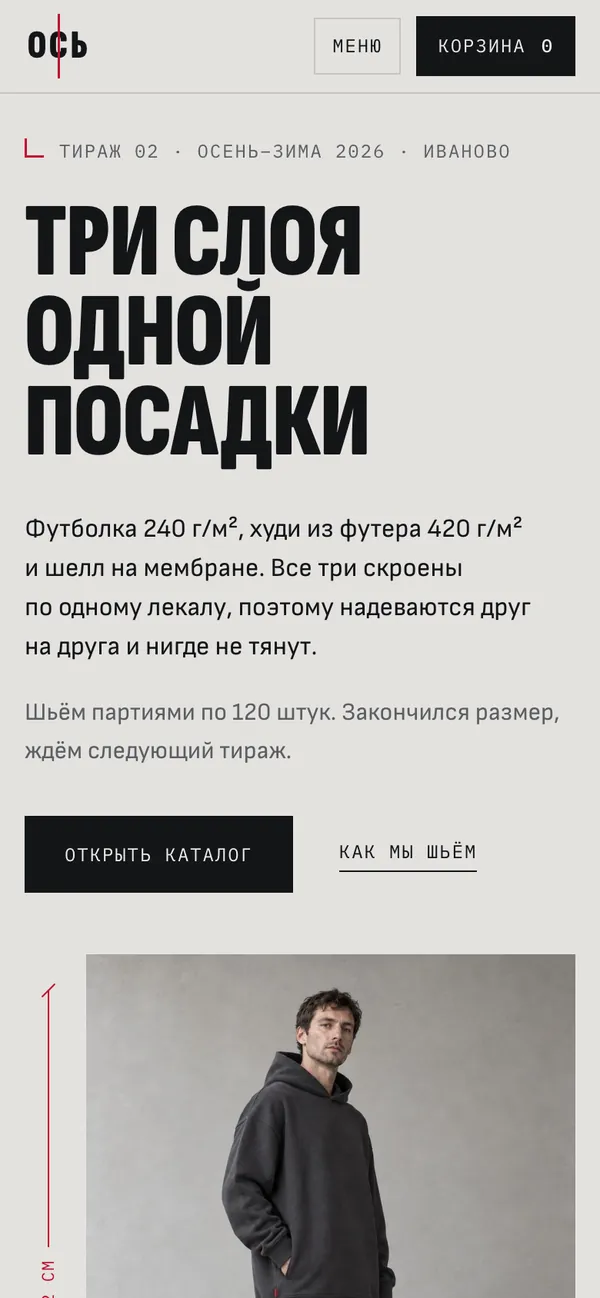 ОСЬ
МЕНЮ
КОРЗИНА 0
ТИРАЖ 02 · ОСЕНЬ–ЗИМА 2026 · ИВАНОВО
ТРИ СЛОЯ
ОДНОЙ
ПОСАДКИ
Футболка 240 г/м², худи из футера 420 г/м²
и шелл на мембране. Все три скроены
по одному лекалу, поэтому надеваются друг
на друга и нигде не тянут.
Шьём партиями по 120 штук. Закончился размер,
ждём следующий тираж.
ОТКРЫТЬ КАТАЛОГ
КАК МЫ ШЬЁМ
СМ